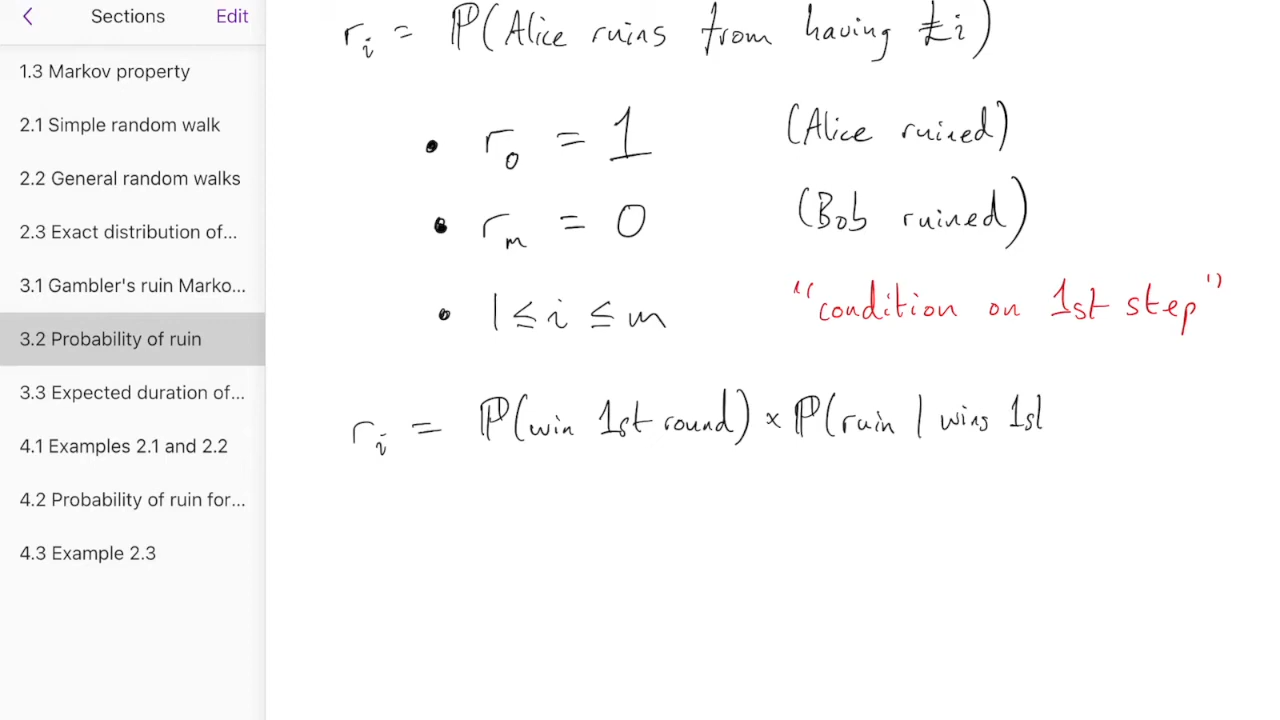 Sections
Edit
1.3 Markov property
2.1 Simple random walk
2.2 General random walks
2.3 Exact distribution of...
3.1 Gambler's ruin Marko...
3.2 Probability of ruin
3.3 Expected duration of...
4.1 Examples 2.1 and 2.2
4.2 Probability of ruin for...
4.3 Example 2.3
rᵢ = ℙ(Alice ruins from having £i)
• r₀ = 1 (Alice ruined)
• rₘ = 0 (Bob ruined)
• 1 ≤ i ≤ m "condition on 1st step"
rᵢ = ℙ(win 1st round) × ℙ(ruin | wins 1st